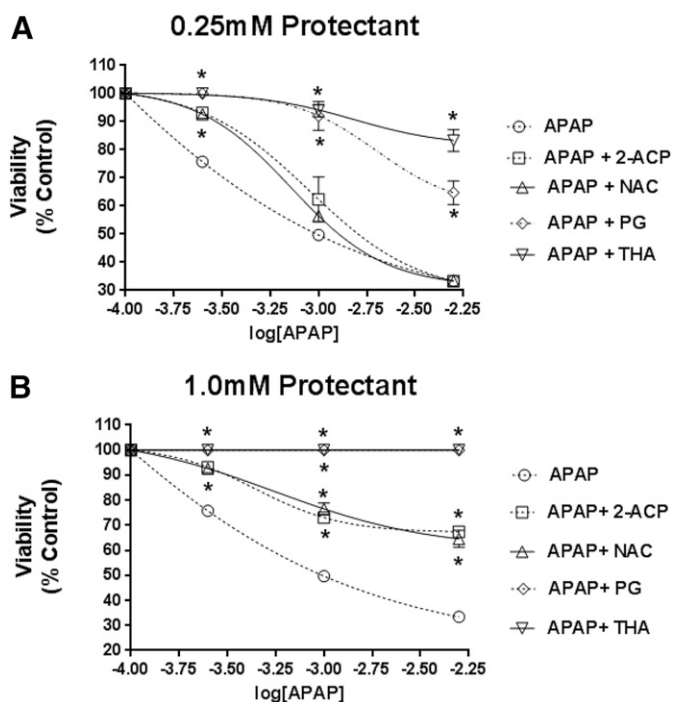 A
0.25mM Protectant
Viability
(% Control)
110
100
90
80
70
60
50
40
30
-4.00 -3.75 -3.50 -3.25 -3.00 -2.75 -2.50 -2.25
log[APAP]
* * *
* * *
APAP
APAP + 2-ACP
APAP + NAC
APAP + PG
APAP + THA
B
1.0mM Protectant
Viability
(% Control)
110
100
90
80
70
60
50
40
30
20
-4.00 -3.75 -3.50 -3.25 -3.00 -2.75 -2.50 -2.25
log[APAP]
* * *
*
* * *
* *
APAP
APAP+ 2-ACP
APAP+ NAC
APAP+ PG
APAP+ THA